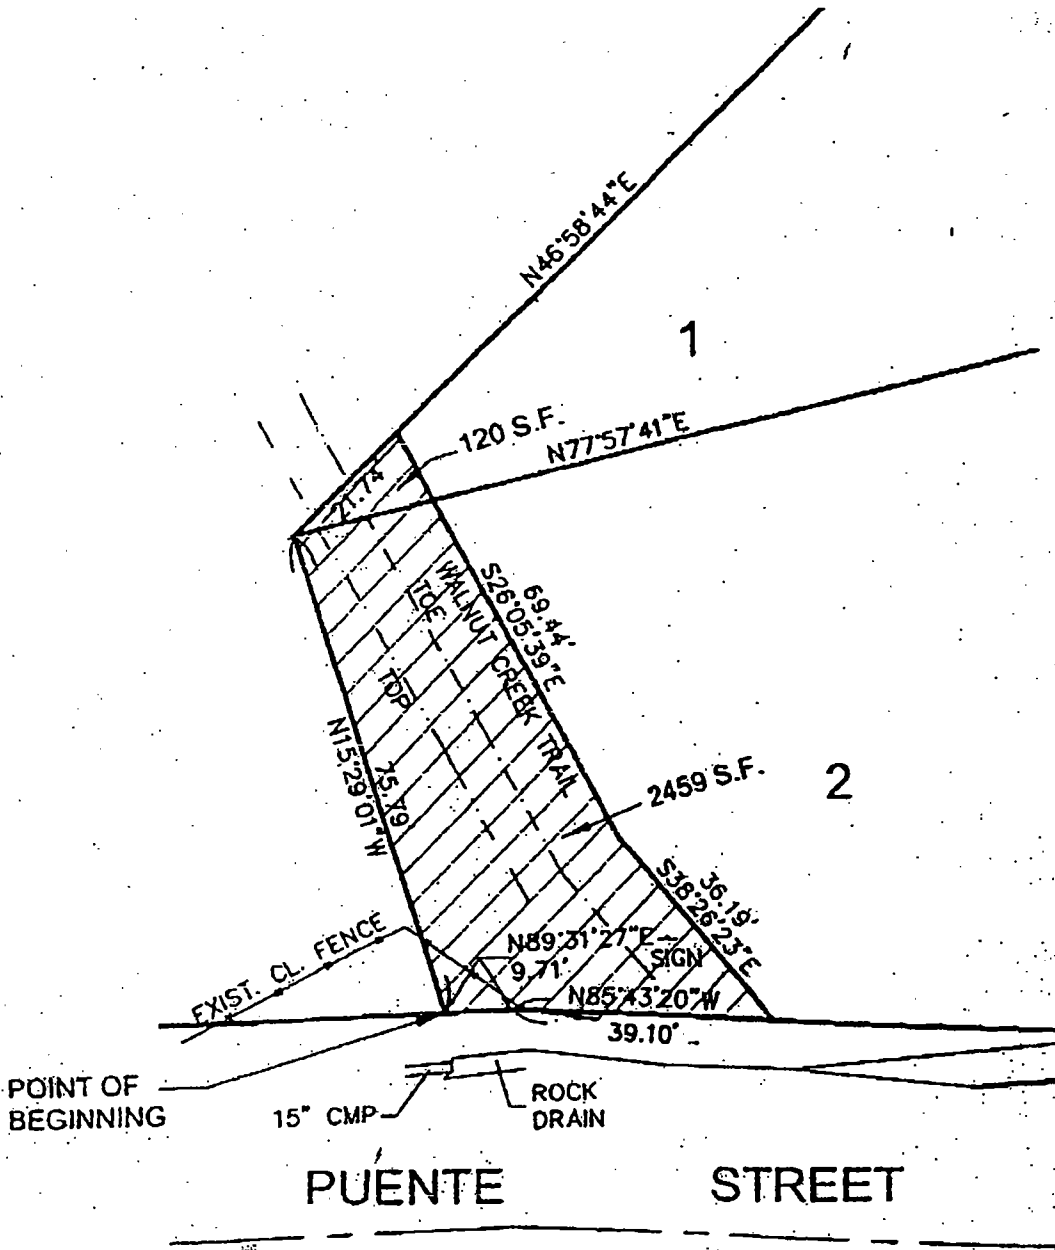 N46°58'44"E
1
120 S.F.
N77°57'41"E
21.74
69.44'
S26°05'39"E
WALNUT CREEK TRAIL
TOE
TOP
75.79
N15°29'01"W
2459 S.F.
2
36.19'
S38°26'23"E
EXIST. CL. FENCE
N89°31'27"E
9.71'
SIGN
N85°43'20"W
39.10'
POINT OF
BEGINNING
15" CMP
ROCK
DRAIN
PUENTE STREET